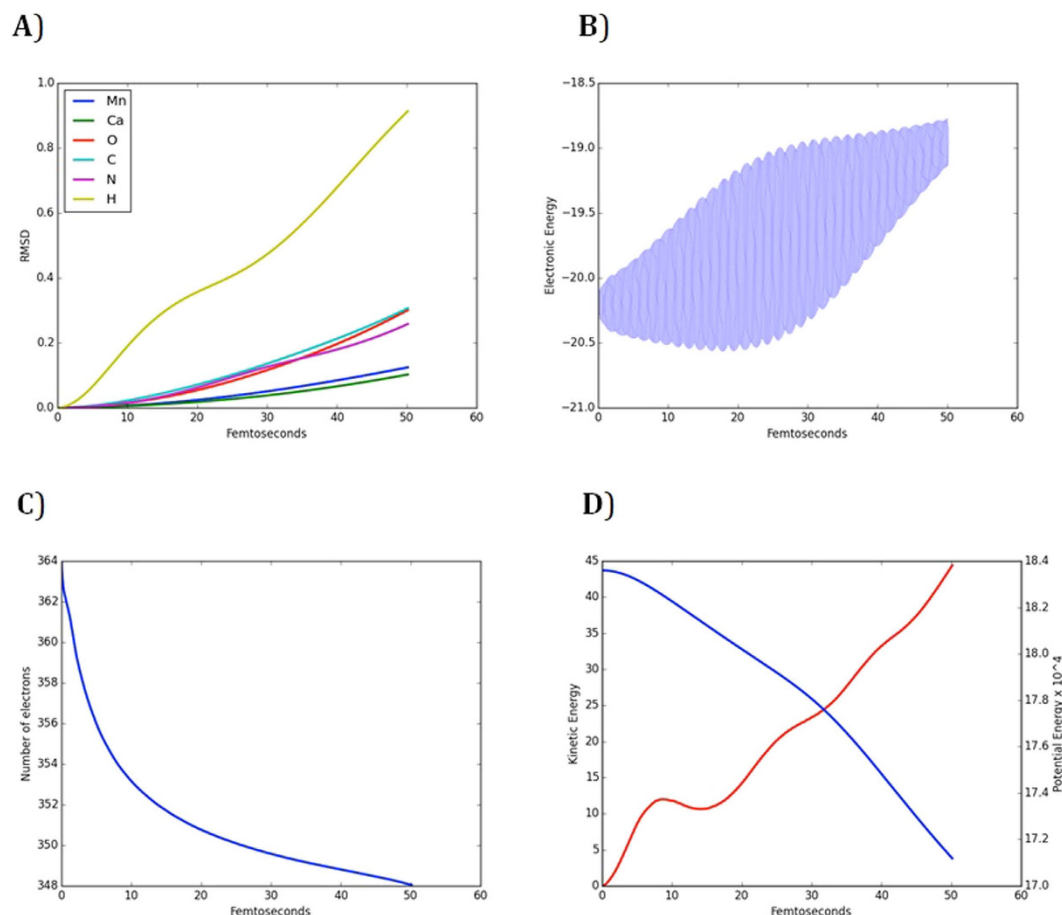 A)
B)
1.0
0.8
0.6
0.4
0.2
0.0
RMSD
Mn
Ca
O
C
N
H
0 10 20 30 40 50 60
Femtoseconds
−18.5
−19.0
−19.5
−20.0
−20.5
−21.0
Electronic Energy
0 10 20 30 40 50 60
Femtoseconds
C)
D)
364
362
360
358
356
354
352
350
348
Number of electrons
0 10 20 30 40 50 60
Femtoseconds
45
40
35
30
25
20
15
10
5
0
Kinetic Energy
18.4
18.2
18.0
17.8
17.6
17.4
17.2
17.0
Potential Energy x 10^4
0 10 20 30 40 50 60
Femtoseconds